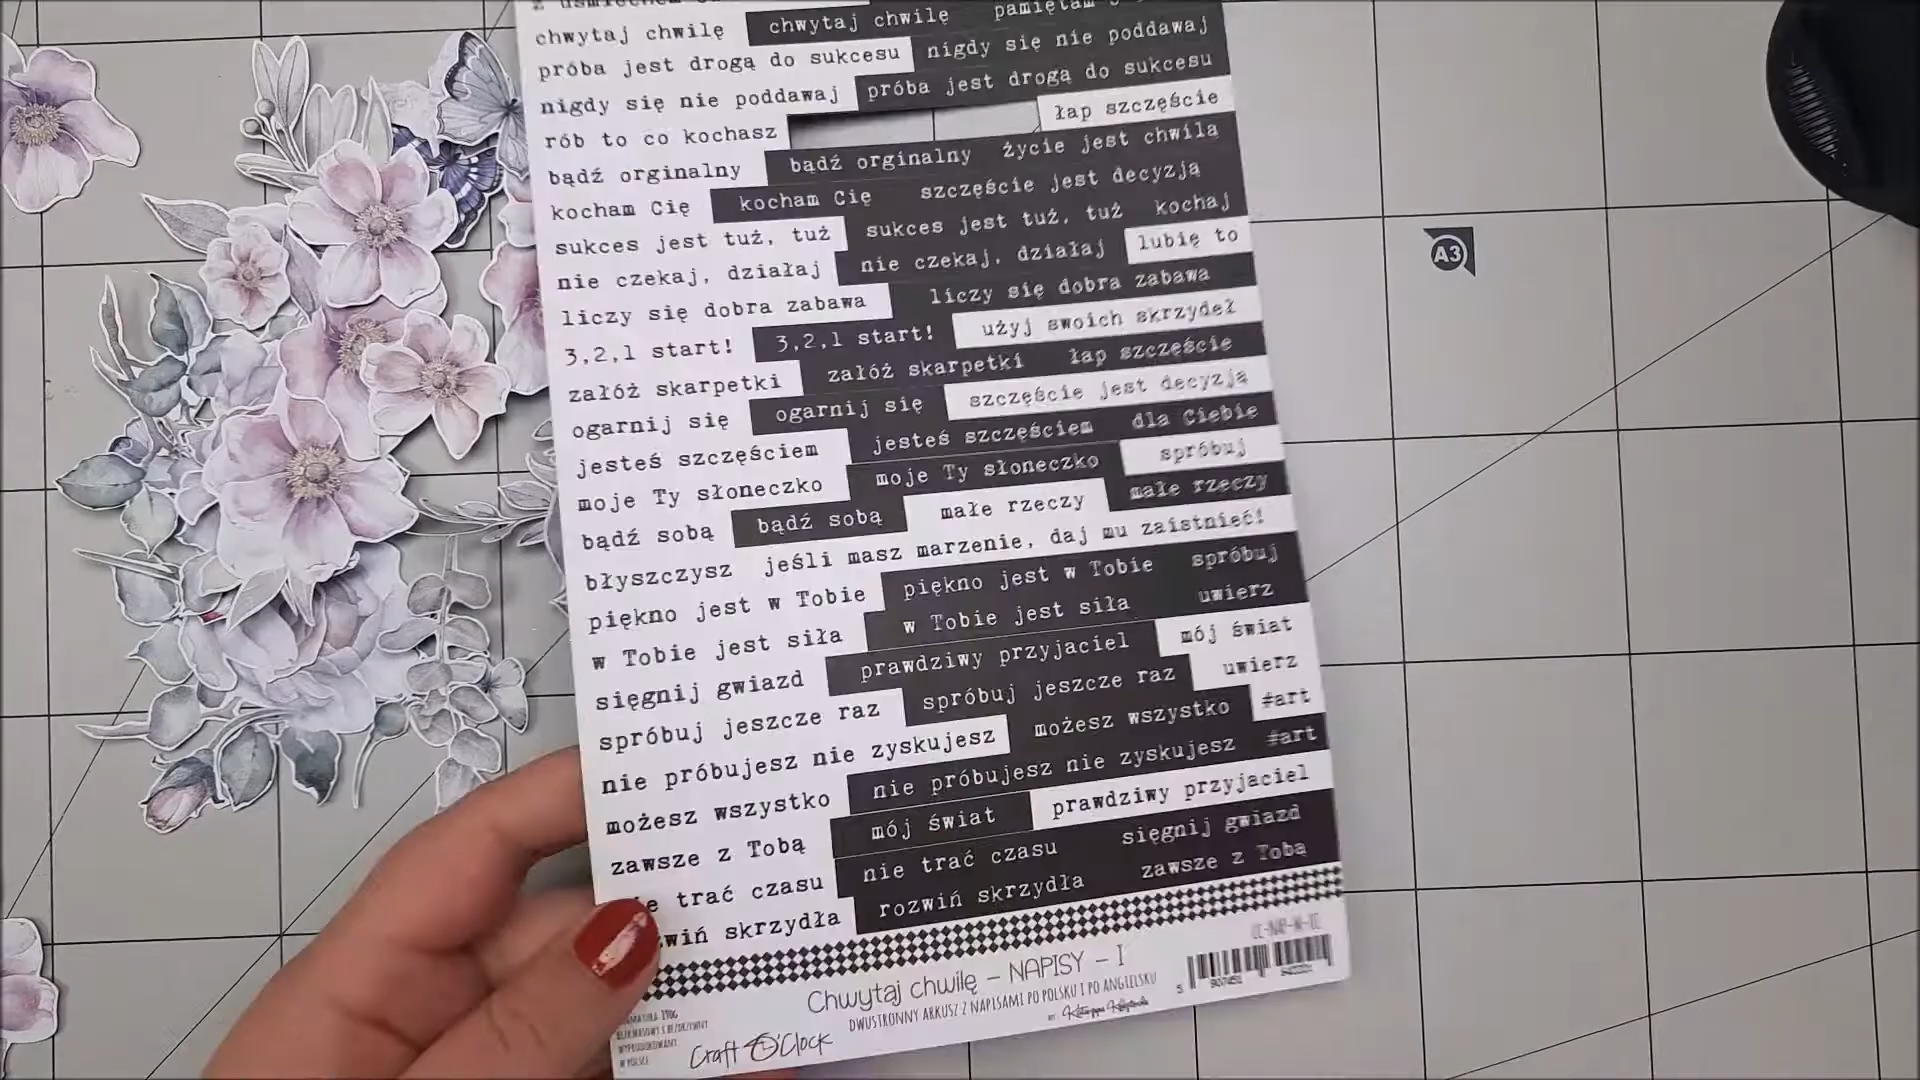 z uśmiechem
chwytaj chwilę chwytaj chwilę pamiętam
próba jest drogą do sukcesu nigdy się nie poddawaj
nigdy się nie poddawaj próba jest drogą do sukcesu
rób to co kochasz łap szczęście
bądź orginalny bądź orginalny życie jest chwilą
kocham Cię kocham Cię szczęście jest decyzją
sukces jest tuż, tuż sukces jest tuż, tuż kochaj
nie czekaj, działaj nie czekaj, działaj lubię to
liczy się dobra zabawa liczy się dobra zabawa
3,2,1 start! 3,2,1 start! użyj swoich skrzydeł
załóż skarpetki załóż skarpetki łap szczęście
ogarnij się ogarnij się szczęście jest decyzją
jesteś szczęściem jesteś szczęściem dla Ciebie
moje Ty słoneczko moje Ty słoneczko spróbuj
bądź sobą bądź sobą małe rzeczy małe rzeczy
błyszczysz jeśli masz marzenie, daj mu zaistnieć!
piękno jest w Tobie piękno jest w Tobie spróbuj
w Tobie jest siła w Tobie jest siła uwierz
sięgnij gwiazd prawdziwy przyjaciel mój świat
spróbuj jeszcze raz spróbuj jeszcze raz uwierz
nie próbujesz nie zyskujesz możesz wszystko #art
możesz wszystko nie próbujesz nie zyskujesz #art
zawsze z Tobą mój świat prawdziwy przyjaciel
trać czasu nie trać czasu sięgnij gwiazd
skrzydła rozwiń skrzydła zawsze z Tobą
Chwytaj chwilę – NAPISY – I
DWUSTRONNY ARKUSZ Z NAPISAMI PO POLSKU I PO ANGIELSKU
Craft O'Clock
W POLSCE
A3